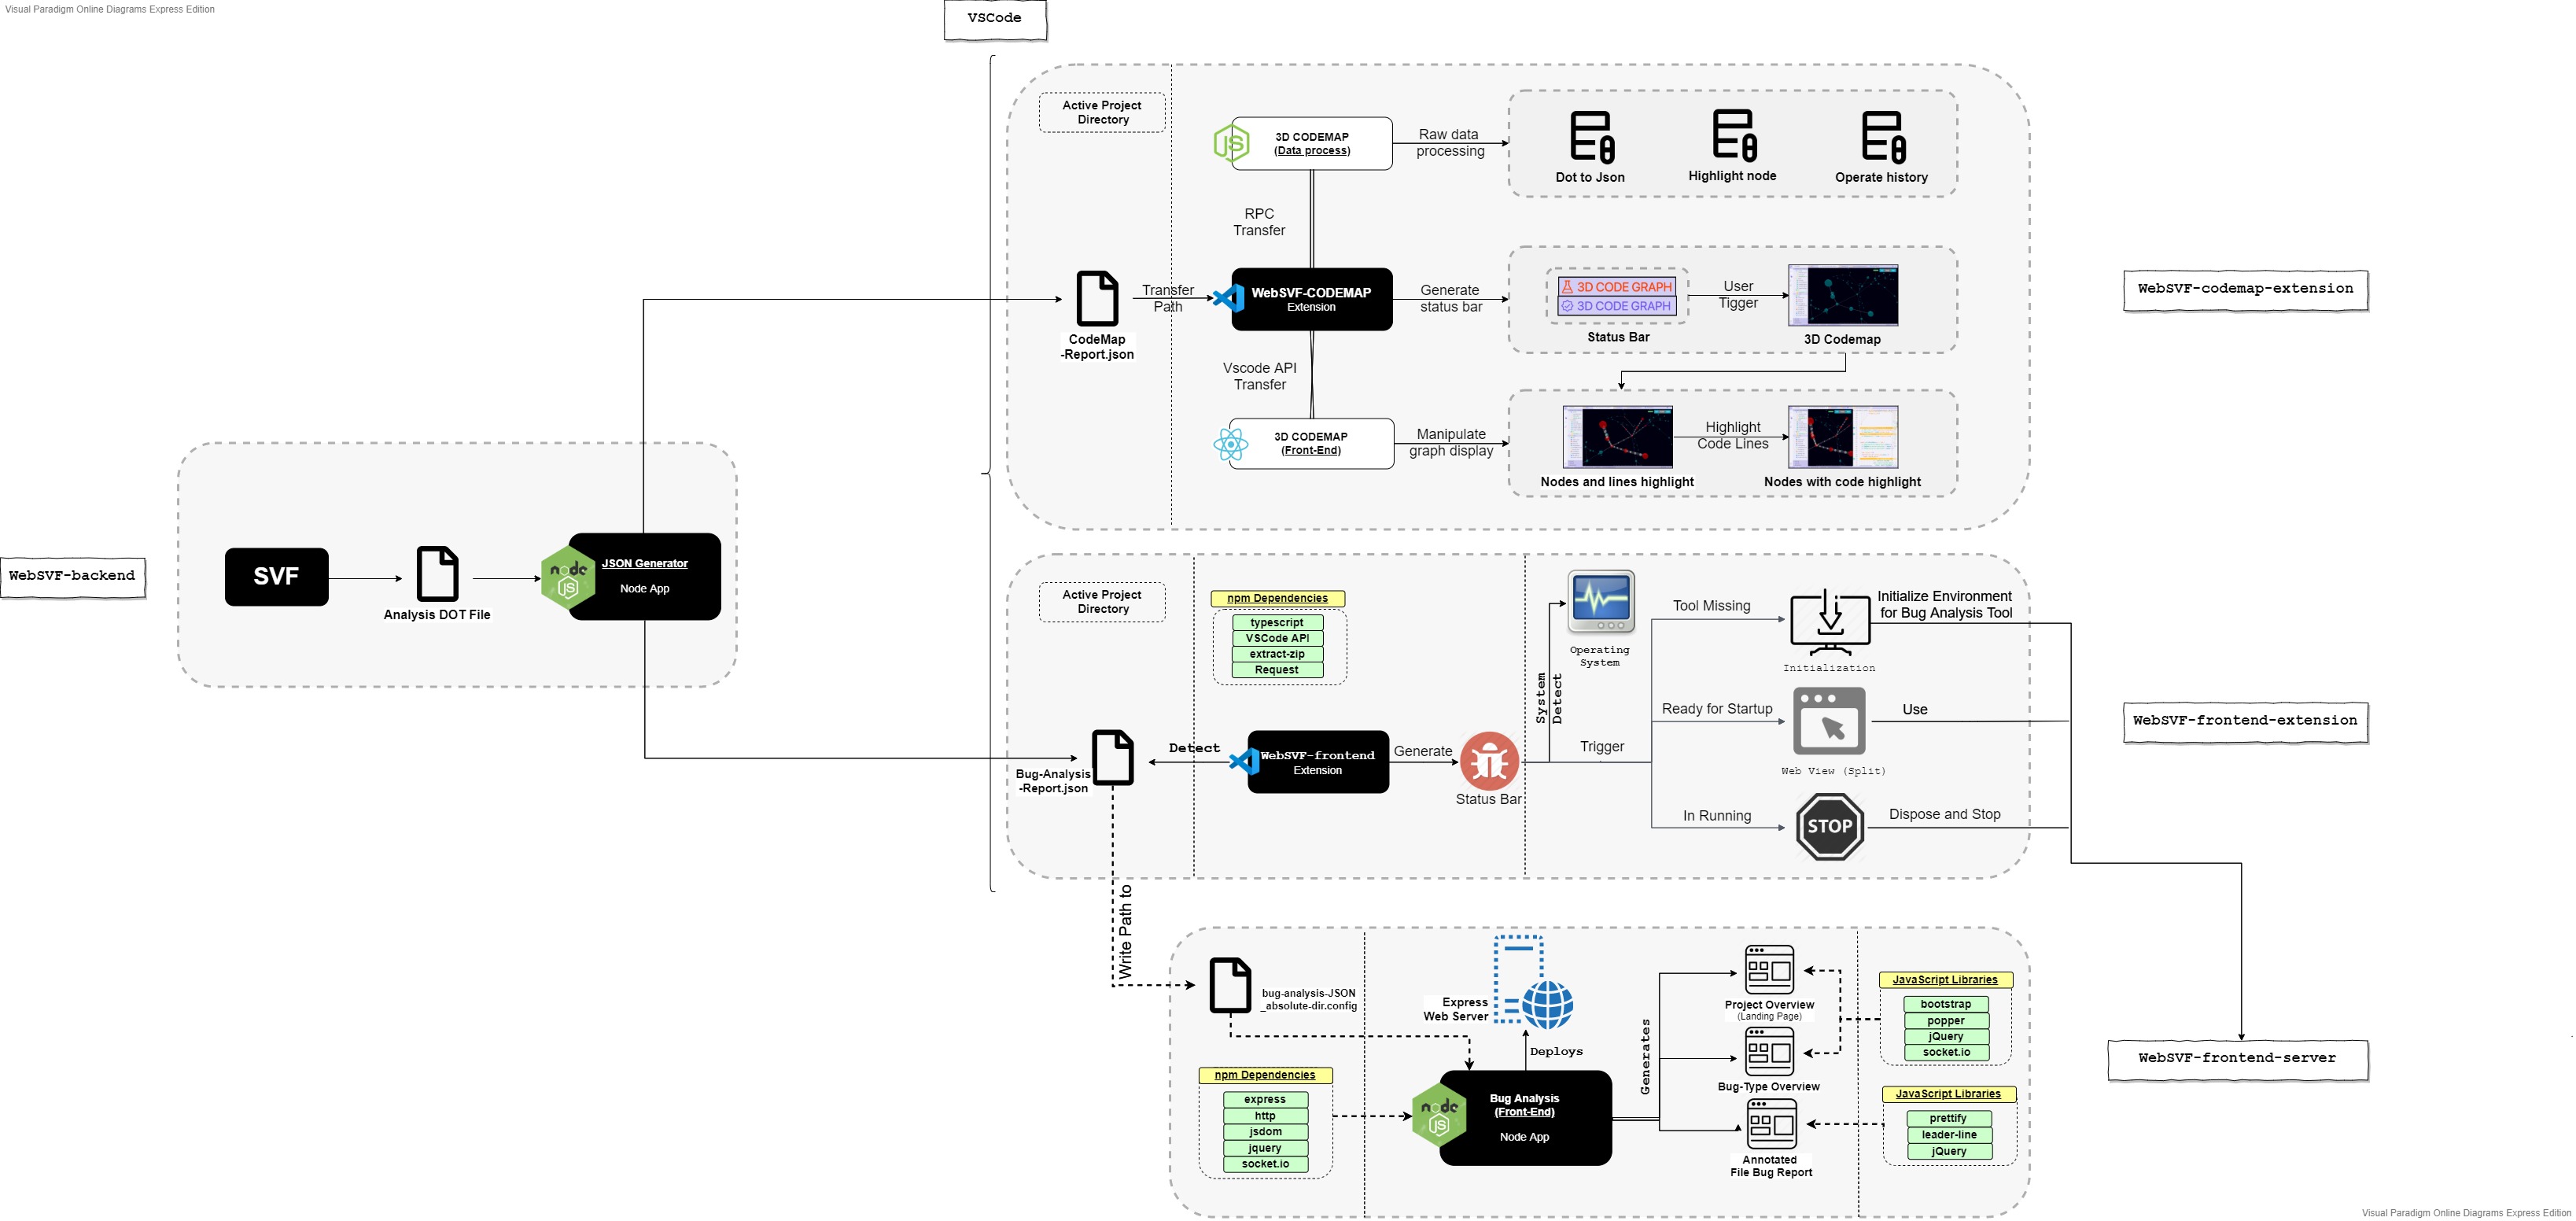 Visual Paradigm Online Diagrams Express Edition
VSCode
Active Project
Directory
3D CODEMAP
(Data process)
Raw data
processing
Dot to Json
Highlight node
Operate history
RPC
Transfer
CodeMap
-Report.json
Transfer
Path
WebSVF-CODEMAP
Extension
Generate
status bar
3D CODE GRAPH
3D CODE GRAPH
Status Bar
User
Tigger
3D Codemap
WebSVF-codemap-extension
Vscode API
Transfer
3D CODEMAP
(Front-End)
Manipulate
graph display
Highlight
Code Lines
Nodes and lines highlight
Nodes with code highlight
WebSVF-backend
SVF
Analysis DOT File
node
JS
JSON Generator
Node App
Active Project
Directory
npm Dependencies
typescript
VSCode API
extract-zip
Request
Operating
System
System
Detect
Tool Missing
Initialization
Initialize Environment
for Bug Analysis Tool
Ready for Startup
Web View (Split)
Use
WebSVF-frontend-extension
Bug-Analysis
-Report.json
Detect
WebSVF-frontend
Extension
Generate
Status Bar
Trigger
In Running
STOP
Dispose and Stop
Write Path to
bug-analysis-JSON
_absolute-dir.config
Express
Web Server
Deploys
Generates
Project Overview
(Landing Page)
Bug-Type Overview
Annotated
File Bug Report
JavaScript Libraries
bootstrap
popper
jQuery
socket.io
JavaScript Libraries
prettify
leader-line
jQuery
npm Dependencies
express
http
jsdom
jquery
socket.io
node
JS
Bug Analysis
(Front-End)
Node App
WebSVF-frontend-server
Visual Paradigm Online Diagrams Express Edition